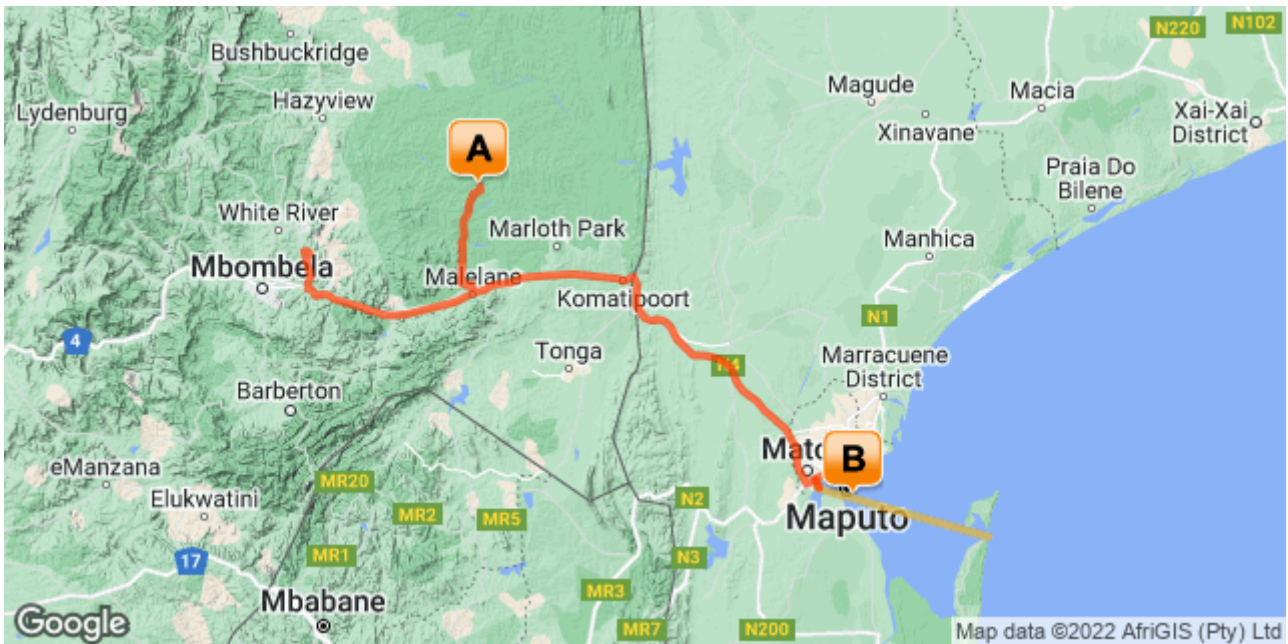 Bushbuckridge
N220
N102
Lydenburg
Hazyview
Magude
Macia
Xinavane
Xai-Xai
District
A
Praia Do
Bilene
White River
Marloth Park
Manhica
Mbombela
Malelane
Komatipoort
N1
4
Tonga
N4
Marracuene
District
Barberton
eManzana
MR20
Elukwatini
MR2
MR5
N2
B
Maputo
17
MR1
N3
MR3
Mbabane
MR7
N200
Google
Map data ©2022 AfriGIS (Pty) Ltd